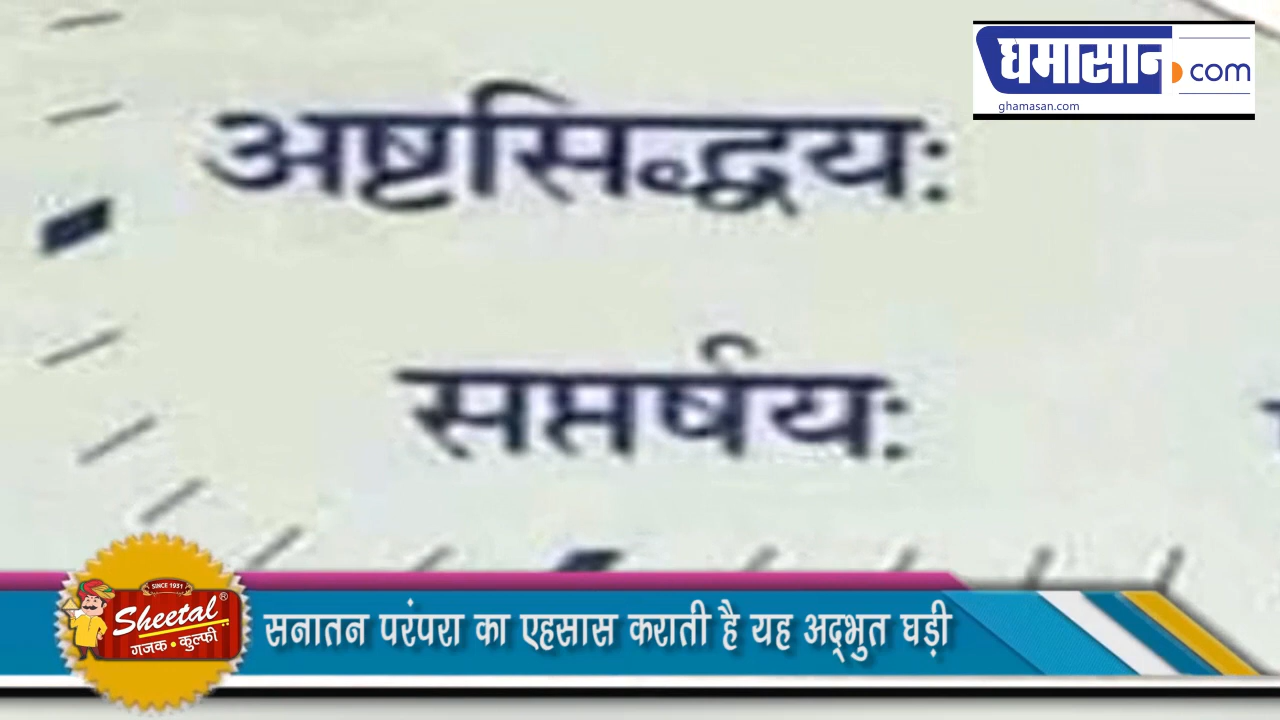 घमासान.com
ghamasan.com
अष्टसिद्धयः
सप्तर्षयः
SINCE 1931
Sheetal®
गजक • कुल्फी
सनातन परंपरा का एहसास कराती है यह अद्भुत घड़ी